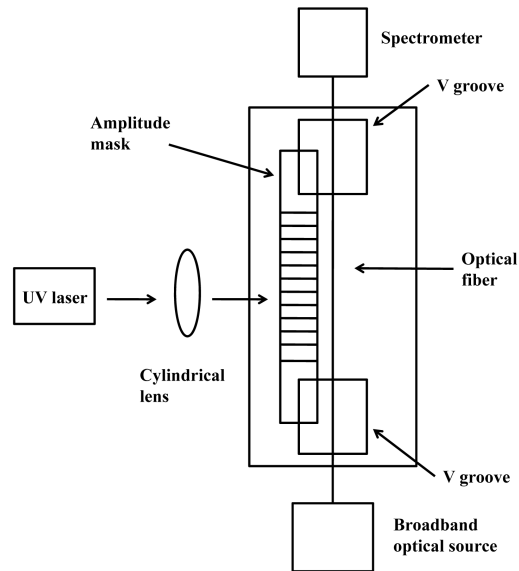 Spectrometer
V groove
Amplitude
mask
Optical
fiber
UV laser
Cylindrical
lens
V groove
Broadband
optical source